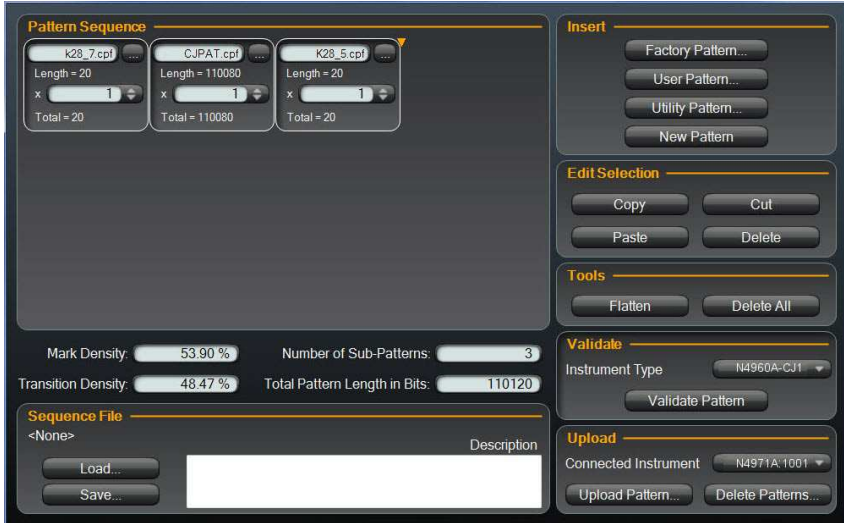 Pattern Sequence
k28_7.cpf ...
Length = 20
x 1
Total = 20
CJPAT.cpf ...
Length = 110080
x 1
Total = 110080
K28_5.cpf ...
Length = 20
x 1
Total = 20
Mark Density: 53.90 %
Number of Sub-Patterns: 3
Transition Density: 48.47 %
Total Pattern Length in Bits: 110120
Sequence File
<None>
Description
Load...
Save...
Insert
Factory Pattern...
User Pattern...
Utility Pattern...
New Pattern
Edit Selection
Copy Cut
Paste Delete
Tools
Flatten Delete All
Validate
Instrument Type N4960A-CJ1
Validate Pattern
Upload
Connected Instrument N4971A:1001
Upload Pattern... Delete Patterns...